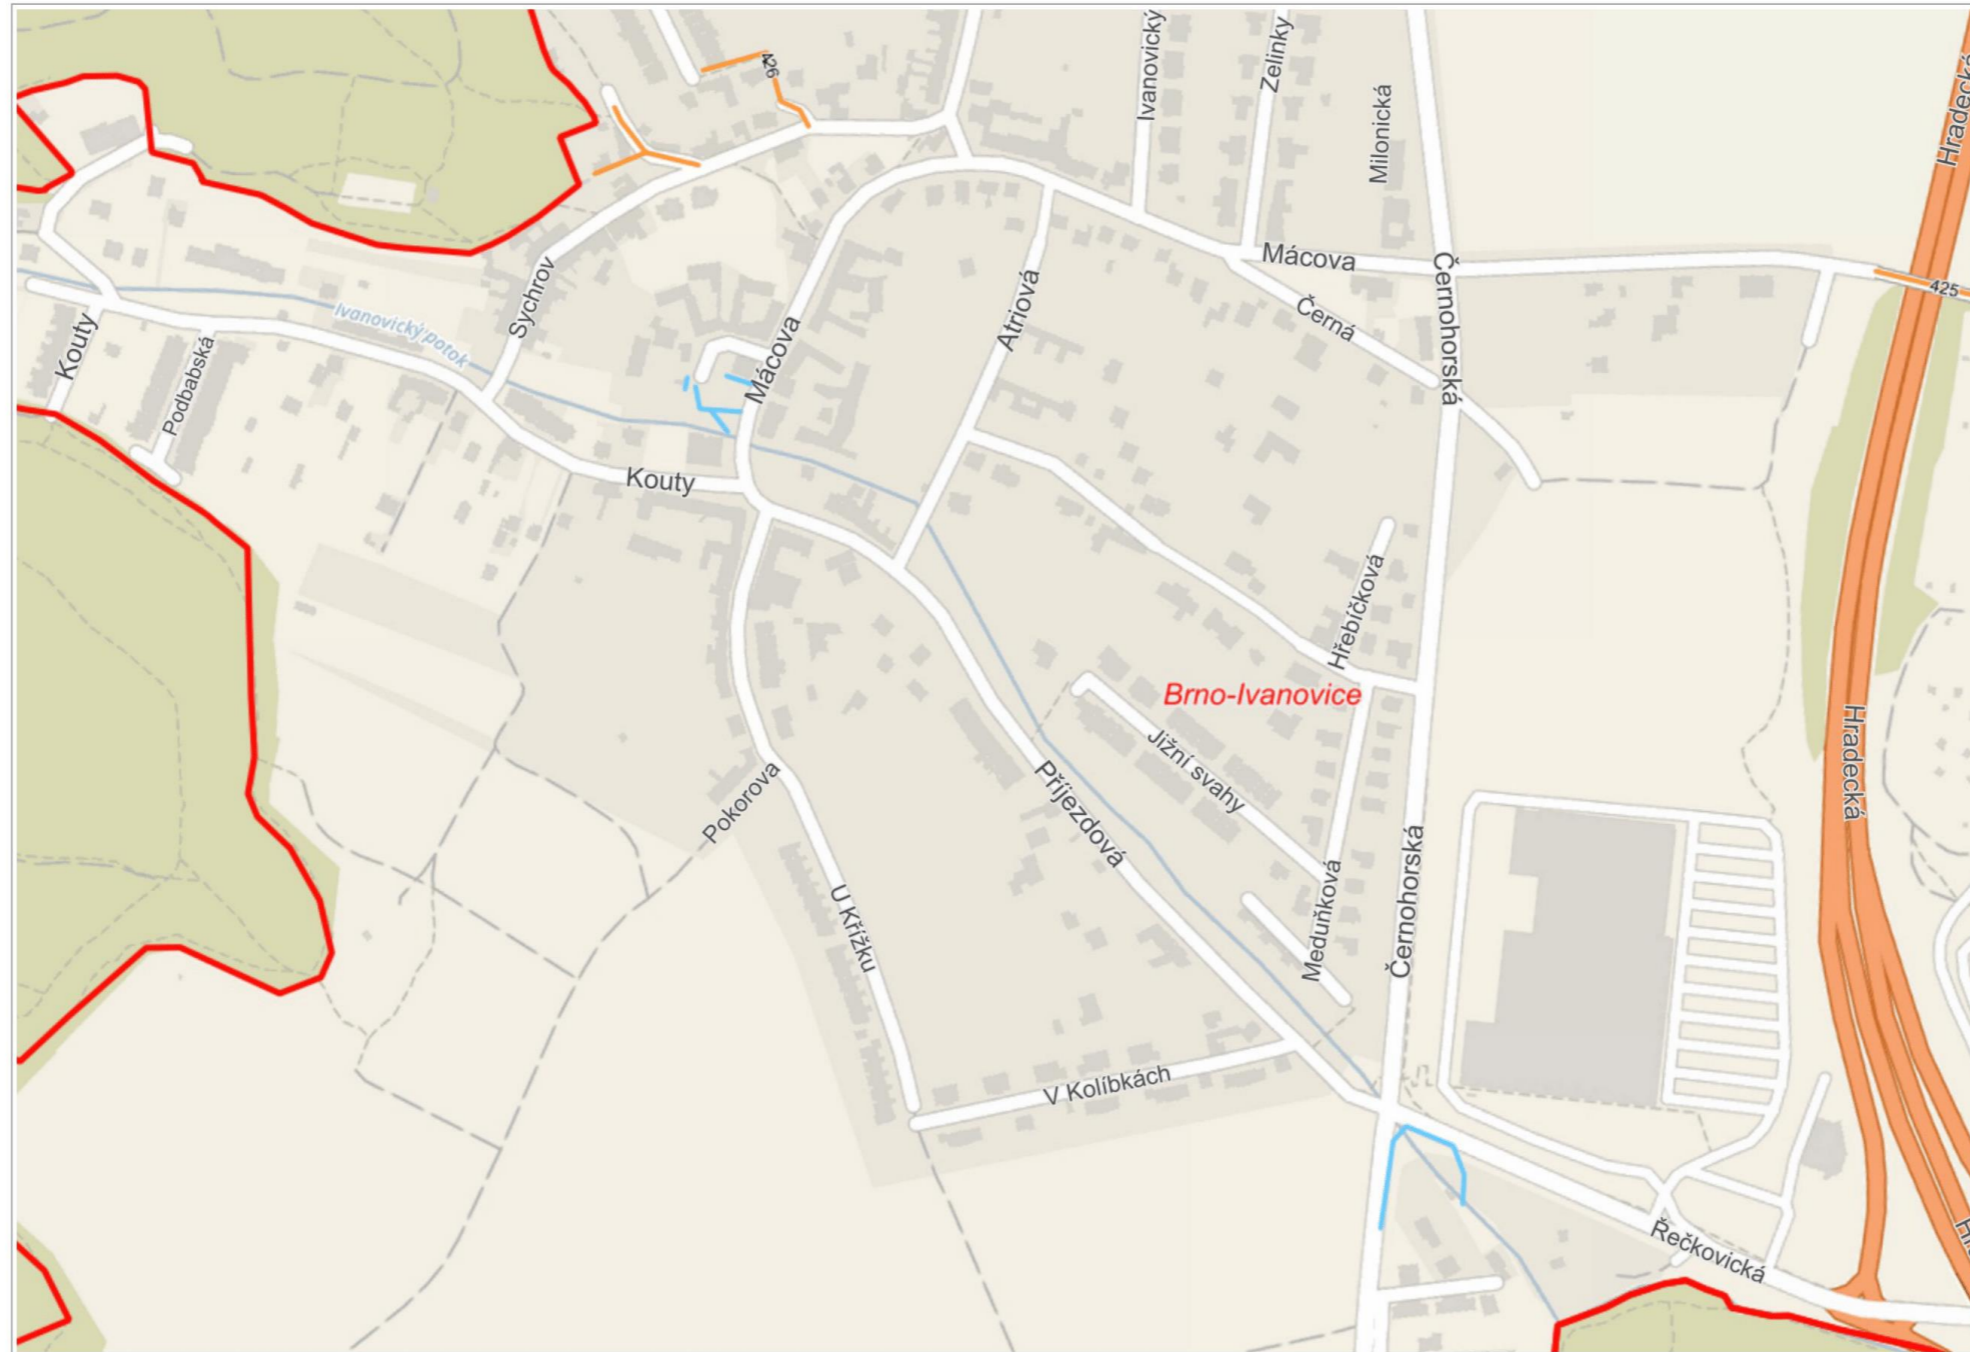 426
Ivanovický
Zelinky
Milonická
Hradecká
Mácova
Černohorská
425
Černá
Sychrov
Ivanovický potok
Kouty
Podbabská
Mácova
Atriová
Kouty
Hřebíčková
Brno-Ivanovice
Jižní svahy
Hradecká
Pokorova
Příjezdová
U Křížku
Meduňková
Černohorská
V Kolíbkách
Řečkovická